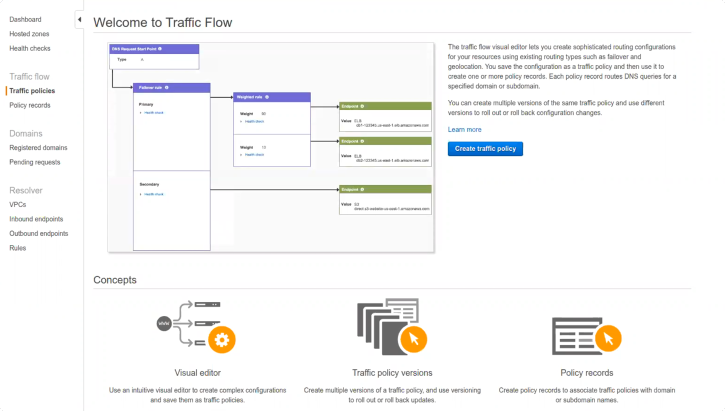 Dashboard
Hosted zones
Health checks
Traffic flow
Traffic policies
Policy records
Domains
Registered domains
Pending requests
Resolver
VPCs
Inbound endpoints
Outbound endpoints
Rules
Welcome to Traffic Flow
DNS Request Start Point
Type
Failover rule
Primary
Health check
Secondary
Health check
Weighted rule
Weight
Health check
Weight
Health check
Endpoint
Value ELB
Endpoint
Value ELB
Endpoint
Value S3
The traffic flow visual editor lets you create sophisticated routing configurations
for your resources using existing routing types such as failover and
geolocation. You save the configuration as a traffic policy and then use it to
create one or more policy records. Each policy record routes DNS queries for a
specified domain or subdomain.
You can create multiple versions of the same traffic policy and use different
versions to roll out or roll back configuration changes.
Learn more
Create traffic policy
Concepts
WWW
Visual editor
Use an intuitive visual editor to create complex configurations
and save them as traffic policies.
Traffic policy versions
Create multiple versions of a traffic policy, and use versioning
to roll out or roll back updates.
Policy records
Create policy records to associate traffic policies with domain
or subdomain names.